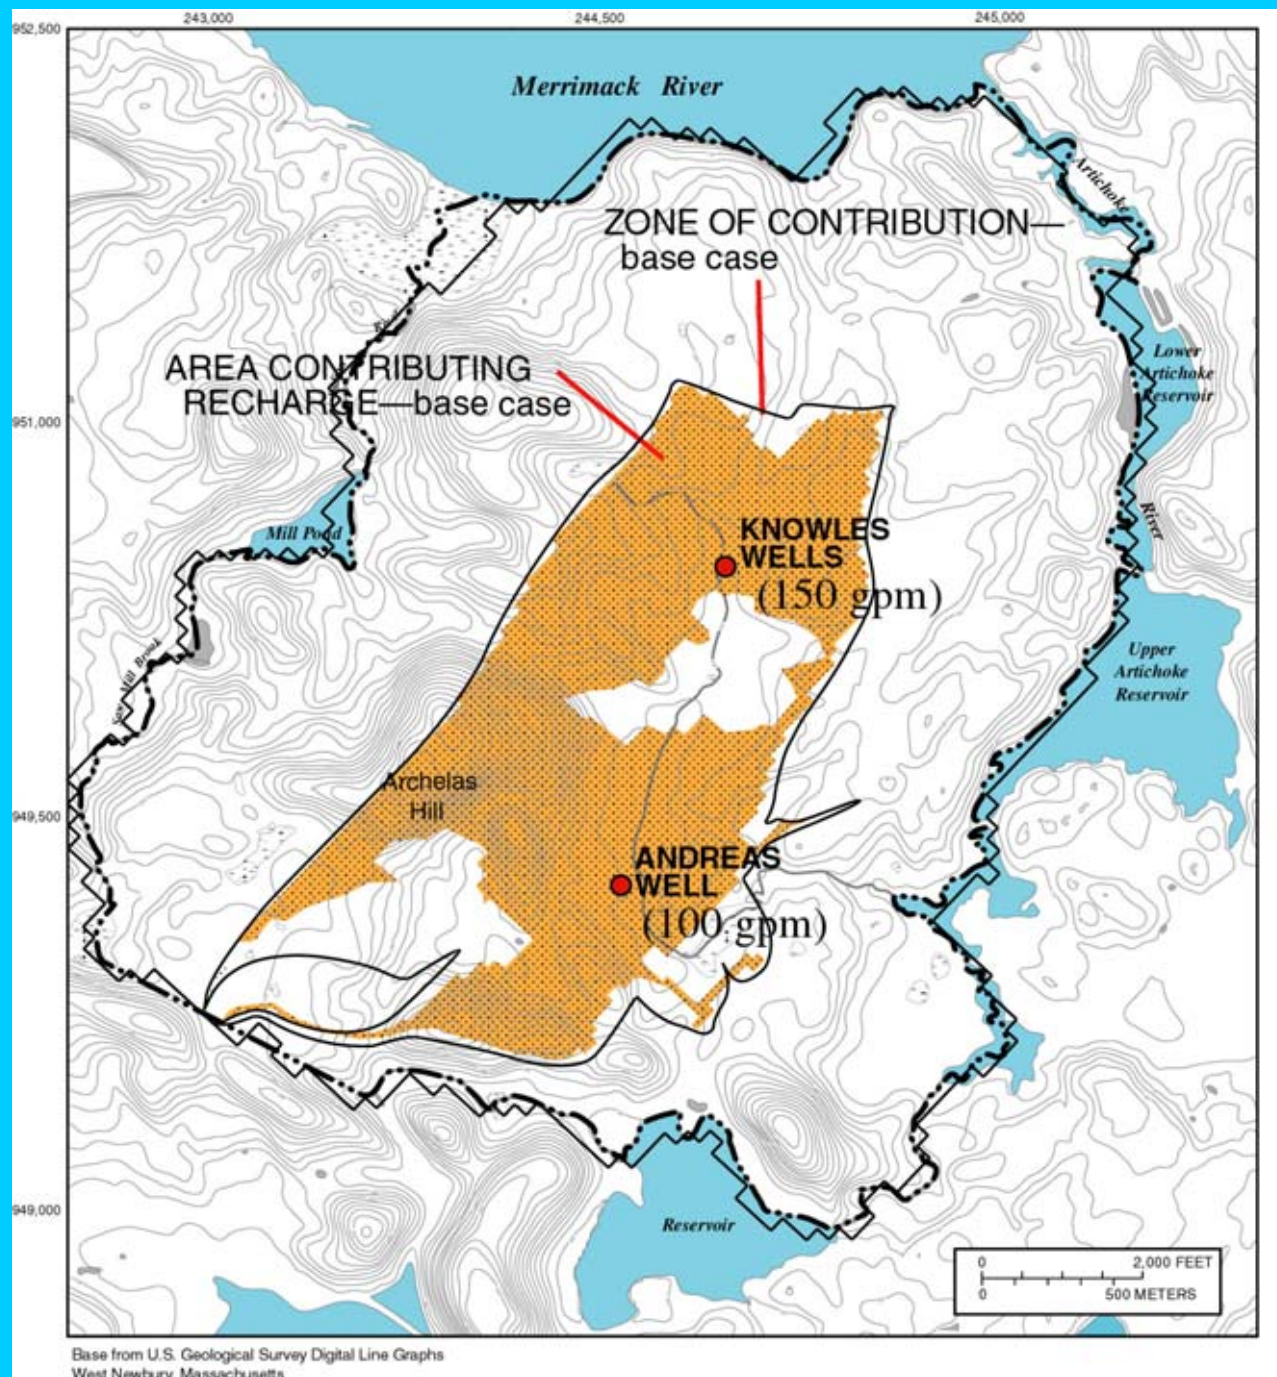 243,000 244,500 245,000
952,500
Merrimack River
Artichoke
ZONE OF CONTRIBUTION—
base case
Lower
Artichoke
Reservoir
AREA CONTRIBUTING
RECHARGE—base case
951,000
River
Mill Pond
KNOWLES
WELLS
(150 gpm)
Saw Mill Brook
Upper
Artichoke
Reservoir
Archelas
Hill
949,500
ANDREAS
WELL
(100 gpm)
949,000
Reservoir
0 2,000 FEET
0 500 METERS
Base from U.S. Geological Survey Digital Line Graphs
West Newbury, Massachusetts